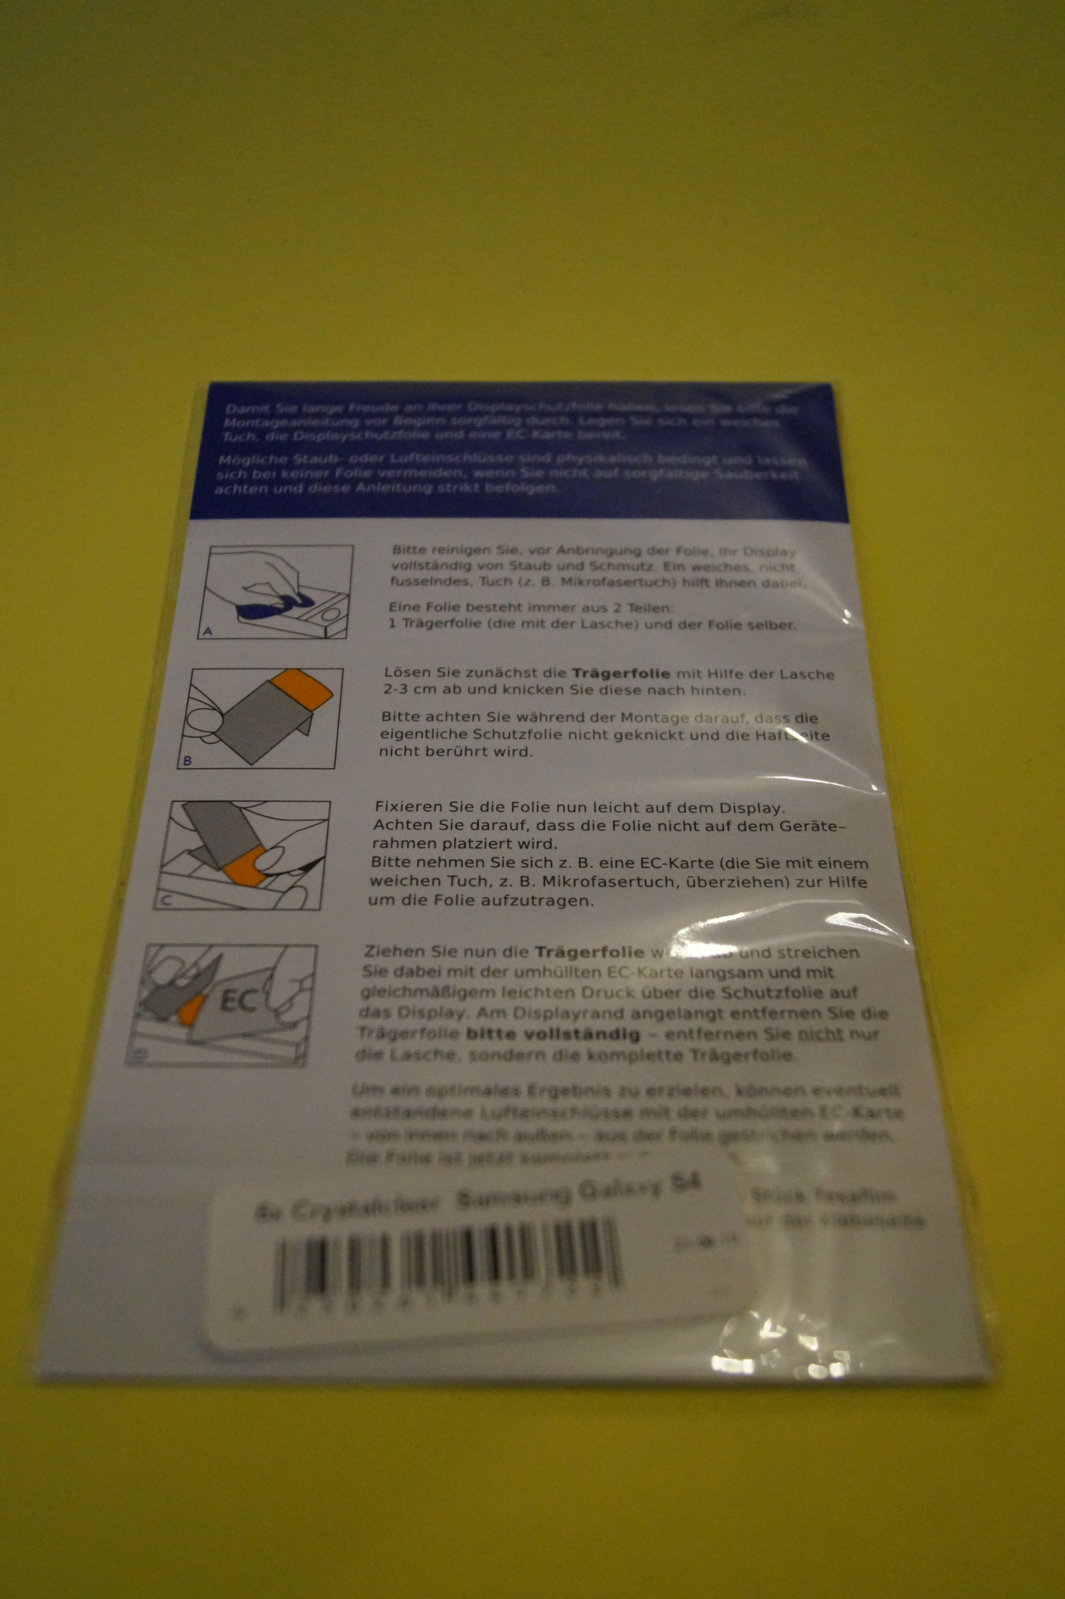 Damit Sie lange Freude an Ihrer Displayschutzfolie haben, lesen Sie bitte die
Montageanleitung vor Beginn sorgfältig durch. Legen Sie sich ein weiches
Tuch, die Displayschutzfolie und eine EC-Karte bereit.
Mögliche Staub- oder Lufteinschlüsse sind physikalisch bedingt und lassen
sich bei keiner Folie vermeiden, wenn Sie nicht auf sorgfältige Sauberkeit
achten und diese Anleitung strikt befolgen.
A
Bitte reinigen Sie, vor Anbringung der Folie, Ihr Display
vollständig von Staub und Schmutz. Ein weiches, nicht
fusselndes, Tuch (z. B. Mikrofasertuch) hilft Ihnen dabei.
Eine Folie besteht immer aus 2 Teilen:
1 Trägerfolie (die mit der Lasche) und der Folie selber.
B
Lösen Sie zunächst die Trägerfolie mit Hilfe der Lasche
2-3 cm ab und knicken Sie diese nach hinten.
Bitte achten Sie während der Montage darauf, dass die
eigentliche Schutzfolie nicht geknickt und die Haftseite
nicht berührt wird.
C
Fixieren Sie die Folie nun leicht auf dem Display.
Achten Sie darauf, dass die Folie nicht auf dem Geräte-
rahmen platziert wird.
Bitte nehmen Sie sich z. B. eine EC-Karte (die Sie mit einem
weichen Tuch, z. B. Mikrofasertuch, überziehen) zur Hilfe
um die Folie aufzutragen.
EC
D
Ziehen Sie nun die Trägerfolie und streichen
Sie dabei mit der umhüllten EC-Karte langsam und mit
gleichmäßigem leichten Druck über die Schutzfolie auf
das Display. Am Displayrand angelangt entfernen Sie die
Trägerfolie bitte vollständig – entfernen Sie nicht nur
die Lasche, sondern die komplette Trägerfolie.
Um ein optimales Ergebnis zu erzielen, können eventuell
entstandene Lufteinschlüsse mit der umhüllten EC-Karte
– von innen nach außen – aus der Folie gestrichen werden.
Die Folie ist jetzt
Stück Tesafilm
auf der Klebeseite
Crystalclear Samsung Galaxy S4